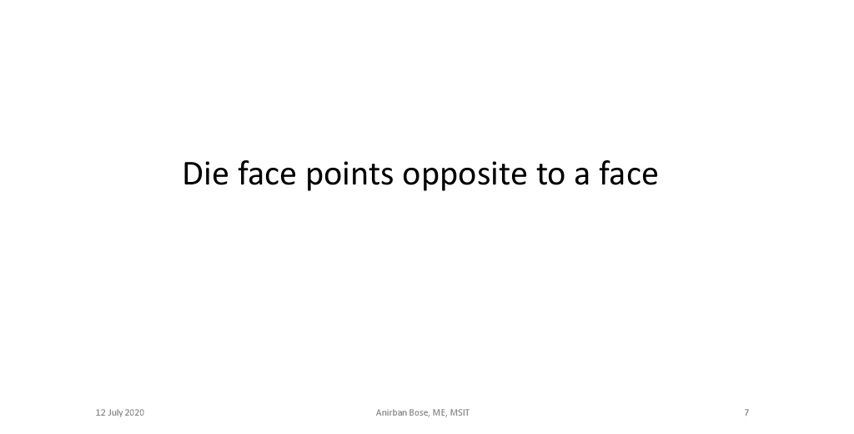 Die face points opposite to a face
12 July 2020
Anirban Bose, ME, MSIT
7